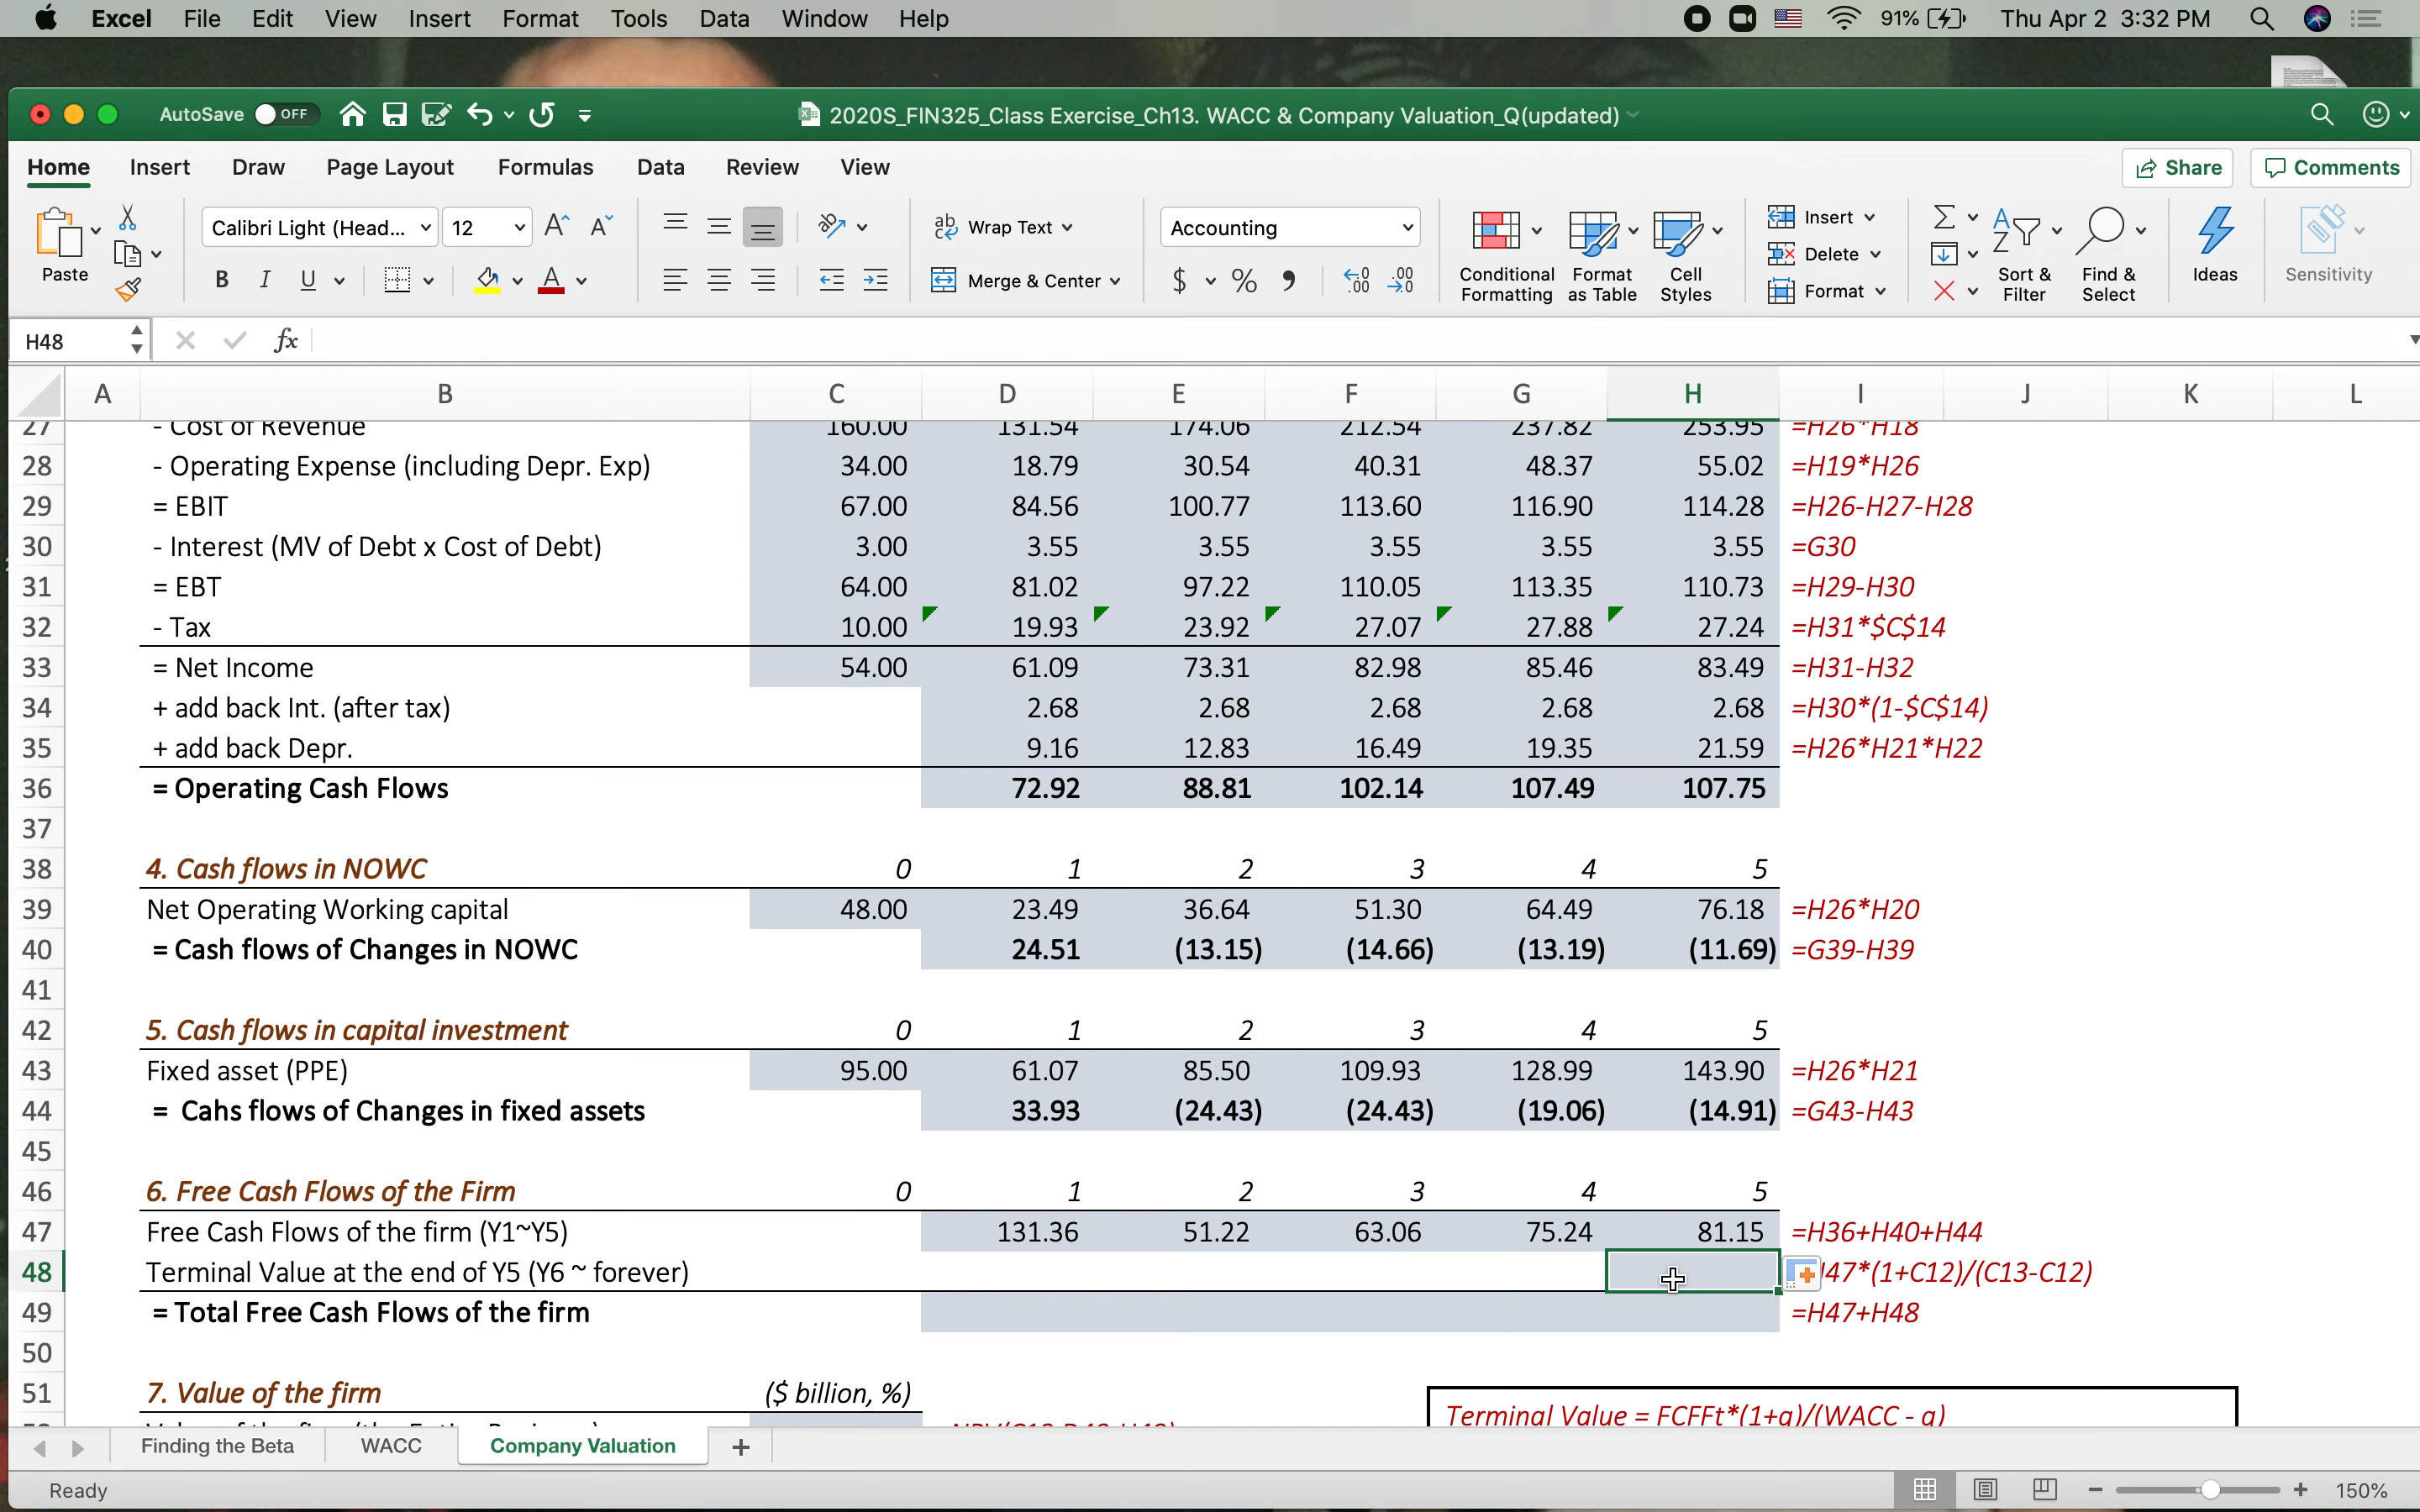 Excel File Edit View Insert Format Tools Data Window Help 91% Thu Apr 2 3:32 PM
AutoSave OFF 2020S_FIN325_Class Exercise_Ch13. WACC & Company Valuation_Q(updated)
Home Insert Draw Page Layout Formulas Data Review View Share Comments
Paste Calibri Light (Head... 12 Wrap Text Merge & Center Accounting Conditional Formatting Format as Table Cell Styles Insert Delete Format Sort & Filter Find & Select Ideas Sensitivity
H48 fx
A B C D E F G H I J K L
27 - Cost of Revenue 160.00 131.54 174.06 212.54 237.82 253.95 =H26*H18
28 - Operating Expense (including Depr. Exp) 34.00 18.79 30.54 40.31 48.37 55.02 =H19*H26
29 = EBIT 67.00 84.56 100.77 113.60 116.90 114.28 =H26-H27-H28
30 - Interest (MV of Debt x Cost of Debt) 3.00 3.55 3.55 3.55 3.55 3.55 =G30
31 = EBT 64.00 81.02 97.22 110.05 113.35 110.73 =H29-H30
32 - Tax 10.00 19.93 23.92 27.07 27.88 27.24 =H31*$C$14
33 = Net Income 54.00 61.09 73.31 82.98 85.46 83.49 =H31-H32
34 + add back Int. (after tax) 2.68 2.68 2.68 2.68 2.68 =H30*(1-$C$14)
35 + add back Depr. 9.16 12.83 16.49 19.35 21.59 =H26*H21*H22
36 = Operating Cash Flows 72.92 88.81 102.14 107.49 107.75
37
38 4. Cash flows in NOWC 0 1 2 3 4 5
39 Net Operating Working capital 48.00 23.49 36.64 51.30 64.49 76.18 =H26*H20
40 = Cash flows of Changes in NOWC 24.51 (13.15) (14.66) (13.19) (11.69) =G39-H39
41
42 5. Cash flows in capital investment 0 1 2 3 4 5
43 Fixed asset (PPE) 95.00 61.07 85.50 109.93 128.99 143.90 =H26*H21
44 = Cahs flows of Changes in fixed assets 33.93 (24.43) (24.43) (19.06) (14.91) =G43-H43
45
46 6. Free Cash Flows of the Firm 0 1 2 3 4 5
47 Free Cash Flows of the firm (Y1~Y5) 131.36 51.22 63.06 75.24 81.15 =H36+H40+H44
48 Terminal Value at the end of Y5 (Y6 ~ forever) H47*(1+C12)/(C13-C12)
49 = Total Free Cash Flows of the firm =H47+H48
50
51 7. Value of the firm ($ billion, %)
Terminal Value = FCFFt*(1+g)/(WACC - g)
Finding the Beta WACC Company Valuation +
Ready 150%